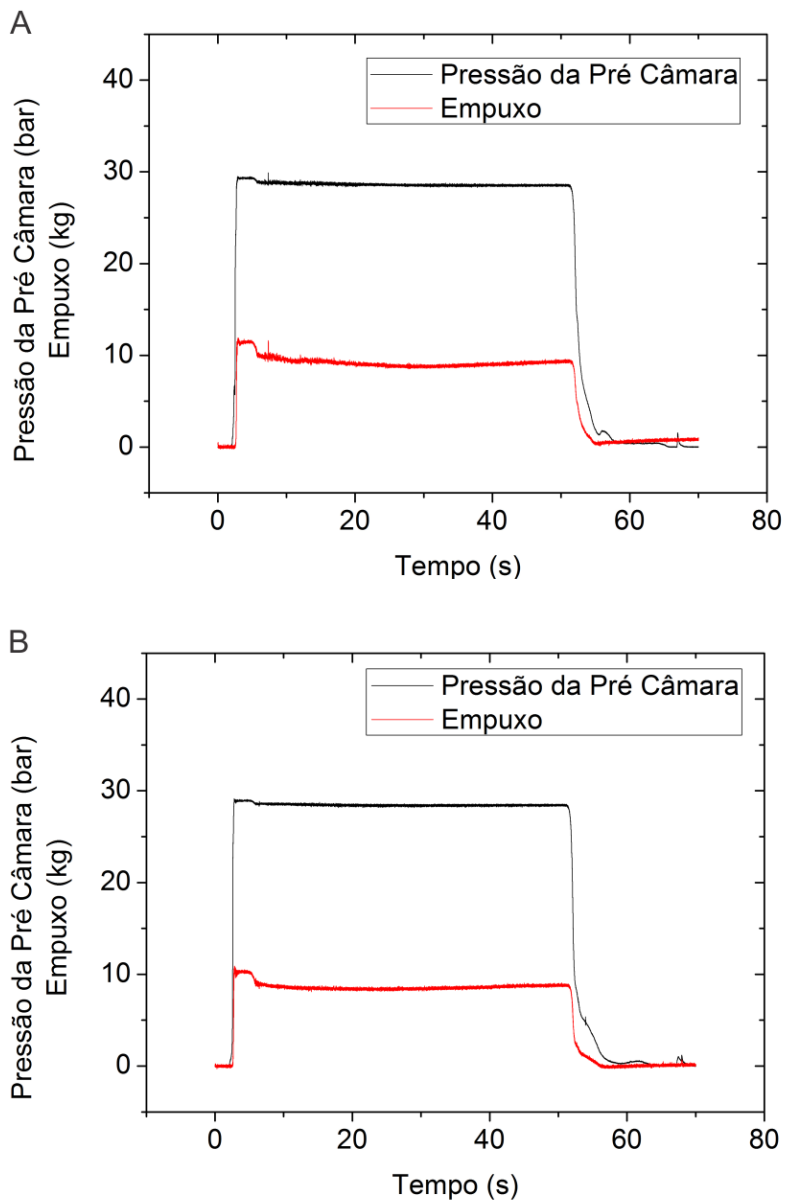 A
Pressão da Pré Câmara (bar)
Empuxo (kg)
40
30
20
10
0
Pressão da Pré Câmara
Empuxo
0
20
40
60
80
Tempo (s)
B
Pressão da Pré Câmara (bar)
Empuxo (kg)
40
30
20
10
0
Pressão da Pré Câmara
Empuxo
0
20
40
60
80
Tempo (s)